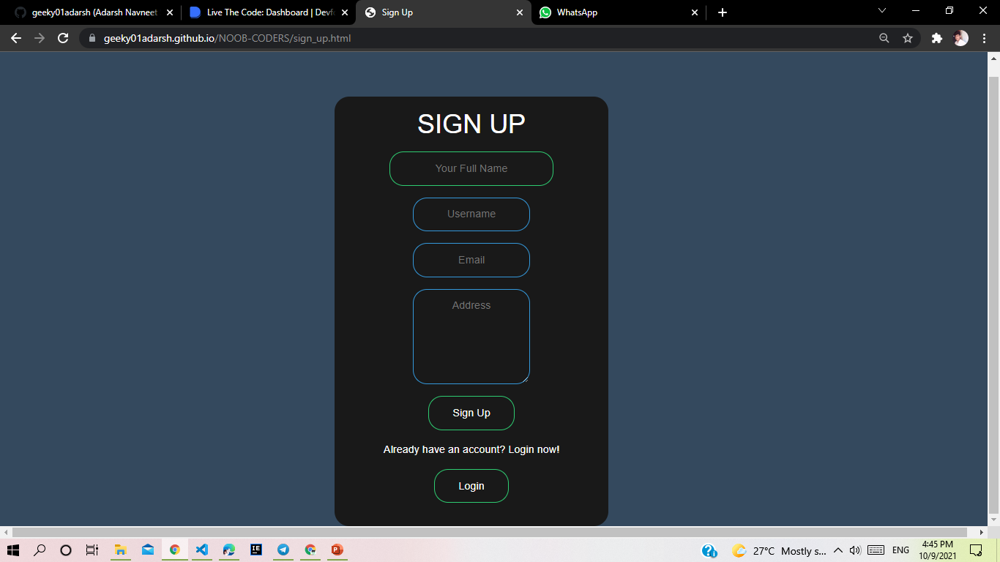 geeky01adarsh (Adarsh Navneet
Live The Code: Dashboard | Devfo
Sign Up
WhatsApp
geeky01adarsh.github.io/NOOB-CODERS/sign_up.html
SIGN UP
Your Full Name
Username
Email
Address
Sign Up
Already have an account? Login now!
Login
27°C Mostly s...
ENG
4:45 PM
10/9/2021